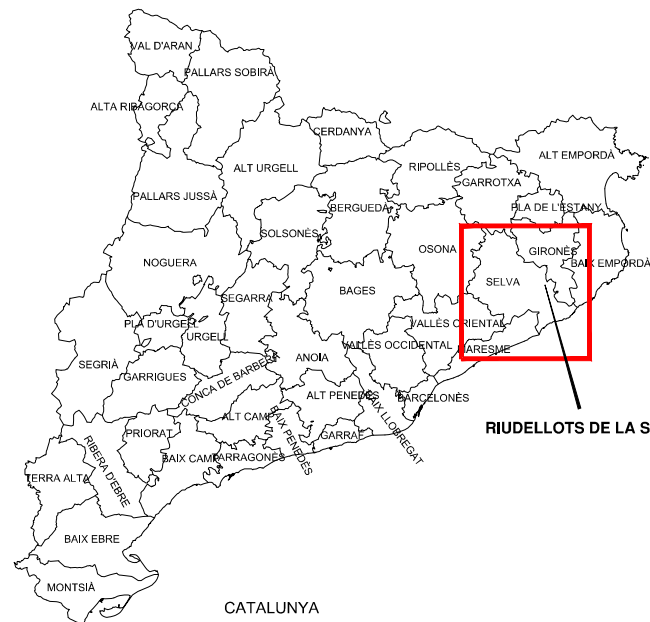 VAL D'ARAN
PALLARS SOBIRÀ
ALTA RIBAGORÇA
CERDANYA
ALT URGELL
RIPOLLÈS
ALT EMPORDÀ
GARROTXA
PALLARS JUSSÀ
BERGUEDÀ
PLA DE L'ESTANY
SOLSONÈS
OSONA
GIRONÈS
NOGUERA
BAIX EMPORDÀ
SELVA
BAGES
SEGARRA
PLA D'URGELL
VALLÈS ORIENTAL
URGELL
VALLÈS OCCIDENTAL
MARESME
ANOIA
SEGRIÀ
GARRIGUES
CONCA DE BARBERÀ
ALT PENEDÈS
BARCELONÈS
BAIX LLOBREGAT
ALT CAMP
BAIX PENEDÈS
RIUDELLOTS DE LA S
PRIORAT
GARRAF
RIBERA D'EBRE
BAIX CAMP
TARRAGONÈS
TERRA ALTA
BAIX EBRE
MONTSIÀ
CATALUNYA